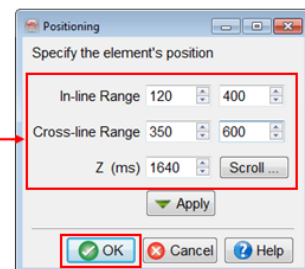 Positioning
Specify the element's position
In-line Range 120 400
Cross-line Range 350 600
Z (ms) 1640 Scroll ...
Apply
OK Cancel Help